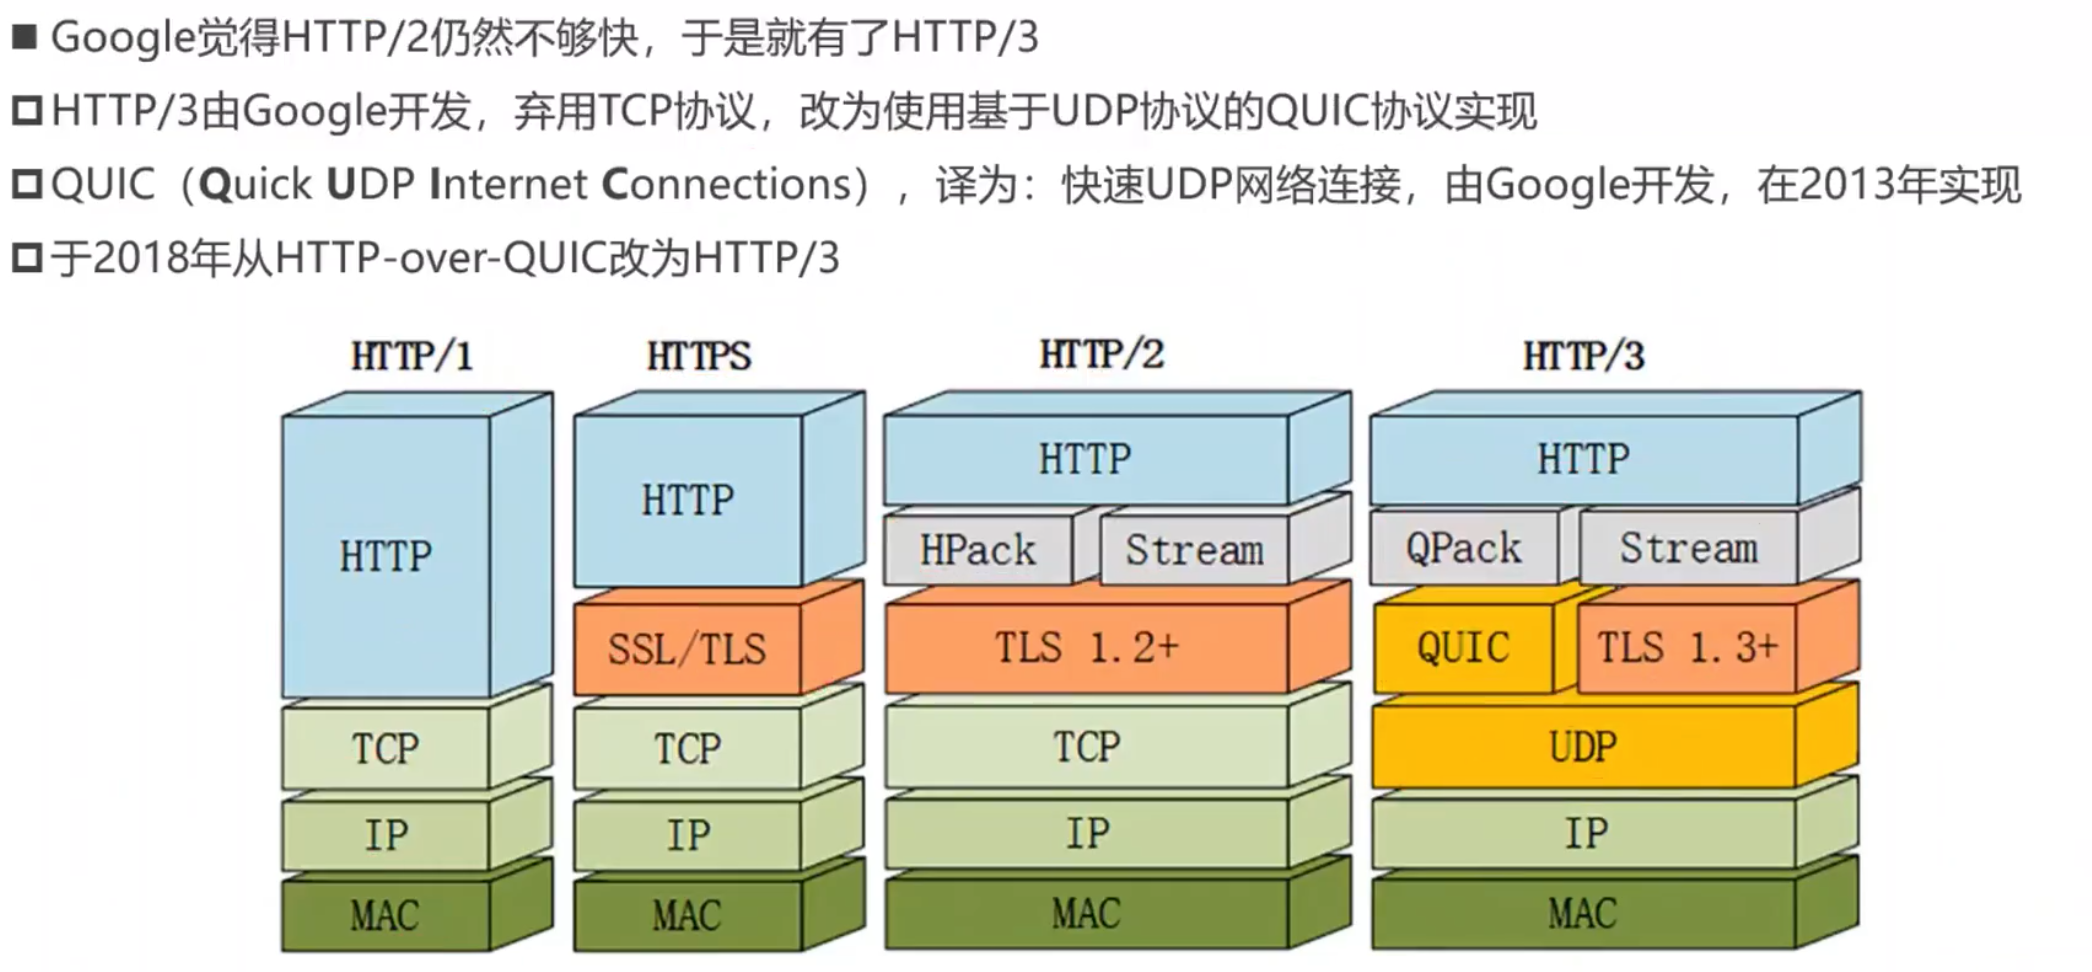 Google觉得HTTP/2仍然不够快，于是就有了HTTP/3
HTTP/3由Google开发，弃用TCP协议，改为使用基于UDP协议的QUIC协议实现
QUIC（Quick UDP Internet Connections），译为：快速UDP网络连接，由Google开发，在2013年实现
于2018年从HTTP-over-QUIC改为HTTP/3
HTTP/1
HTTP
TCP
IP
MAC
HTTPS
HTTP
SSL/TLS
TCP
IP
MAC
HTTP/2
HTTP
HPack Stream
TLS 1.2+
TCP
IP
MAC
HTTP/3
HTTP
QPack Stream
QUIC TLS 1.3+
UDP
IP
MAC